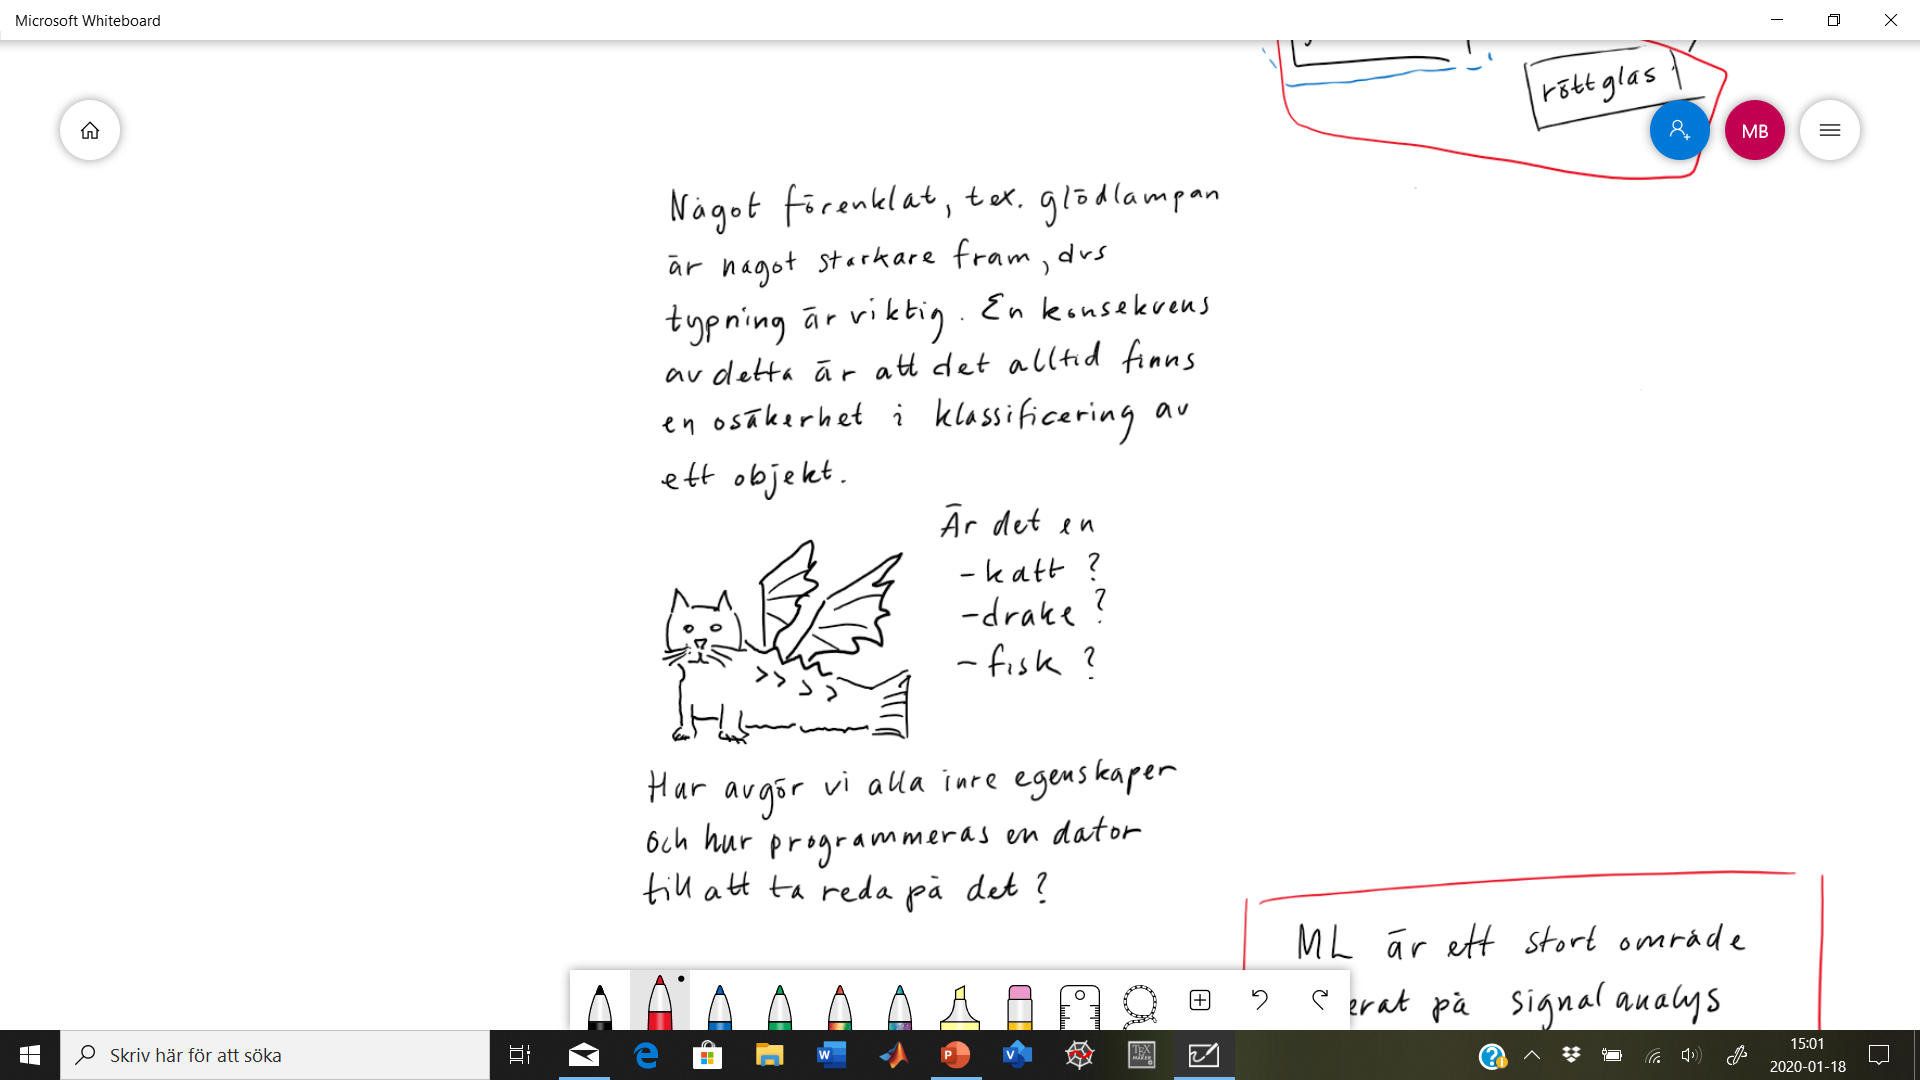 Microsoft Whiteboard
röttglas
MB
Något förenklat, tex. glödlampan
är något starkare fram, dvs
typning är viktig. En konsekvens
av detta är att det alltid finns
en osäkerhet i klassificering av
ett objekt.
Är det en
- katt ?
- drake ?
- fisk ?
Hur avgör vi alla inre egenskaper
och hur programmeras en dator
till att ta reda på det ?
ML är ett stort område
erat på signalanalys
Skriv här för att söka
15:01
2020-01-18